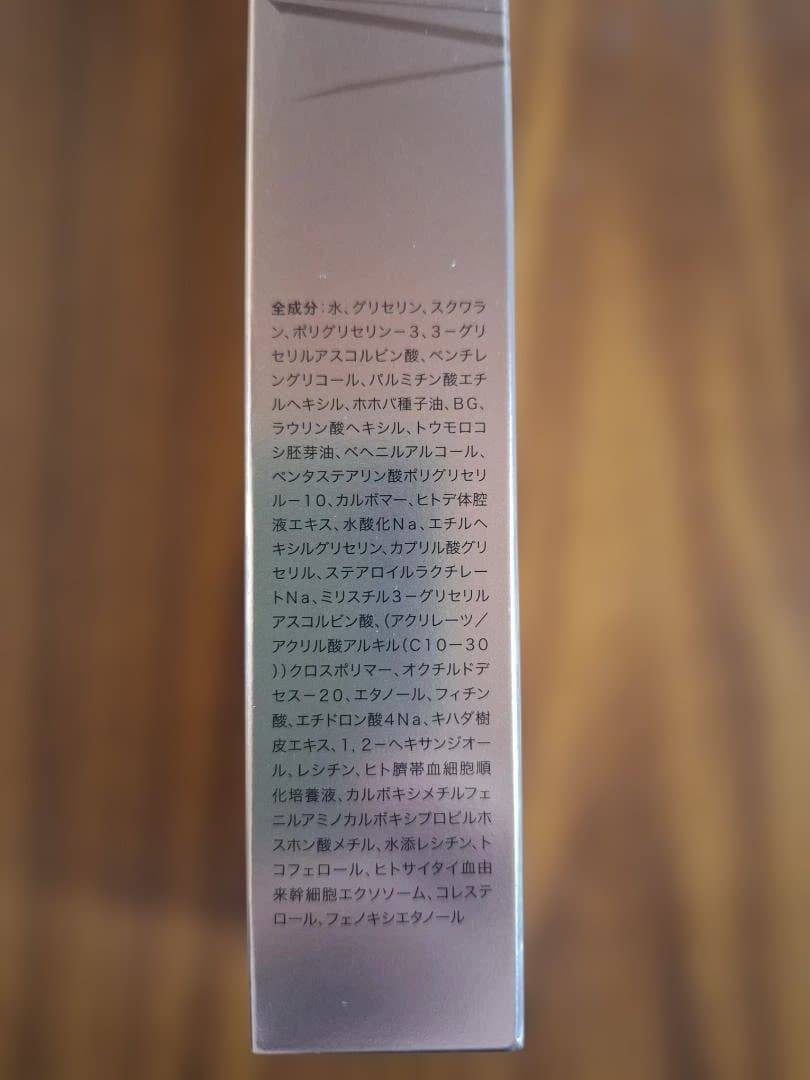 全成分:水、グリセリン、スクワラ
ン、ポリグリセリン－3、3－グリ
セリルアスコルビン酸、ペンチレ
ングリコール、パルミチン酸エチ
ルヘキシル、ホホバ種子油、BG、
ラウリン酸ヘキシル、トウモロコ
シ胚芽油、ベヘニルアルコール、
ペンタステアリン酸ポリグリセリ
ル－10、カルボマー、ヒトデ体腔
液エキス、水酸化Na、エチルヘ
キシルグリセリン、カプリル酸グリ
セリル、ステアロイルラクチレー
トNa、ミリスチル3－グリセリル
アスコルビン酸、(アクリレーツ／
アクリル酸アルキル(C10－30
))クロスポリマー、オクチルドデ
セス－20、エタノール、フィチン
酸、エチドロン酸4Na、キハダ樹
皮エキス、1,2－ヘキサンジオー
ル、レシチン、ヒト臍帯血細胞順
化培養液、カルボキシメチルフェ
ニルアミノカルボキシプロピルホ
スホン酸メチル、水添レシチン、ト
コフェロール、ヒトサイタイ血由
来幹細胞エクソソーム、コレステ
ロール、フェノキシエタノール